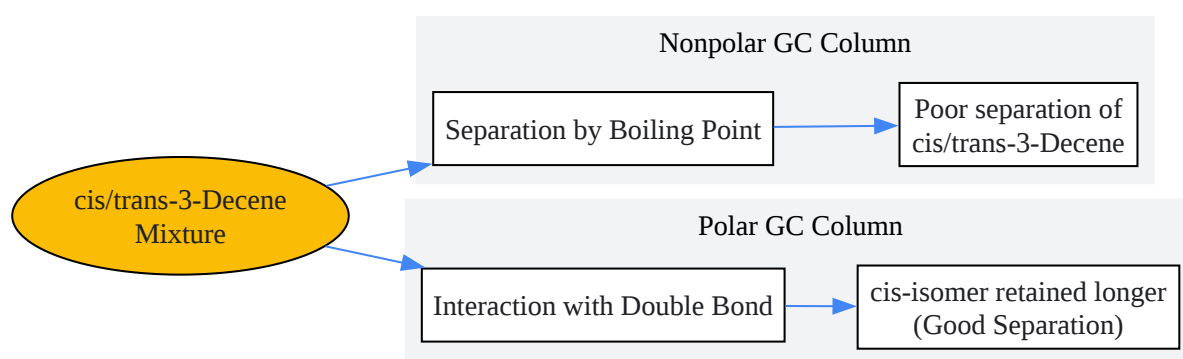 cis/trans-3-Decene
Mixture
Nonpolar GC Column
Separation by Boiling Point
Poor separation of
cis/trans-3-Decene
Polar GC Column
Interaction with Double Bond
cis-isomer retained longer
(Good Separation)